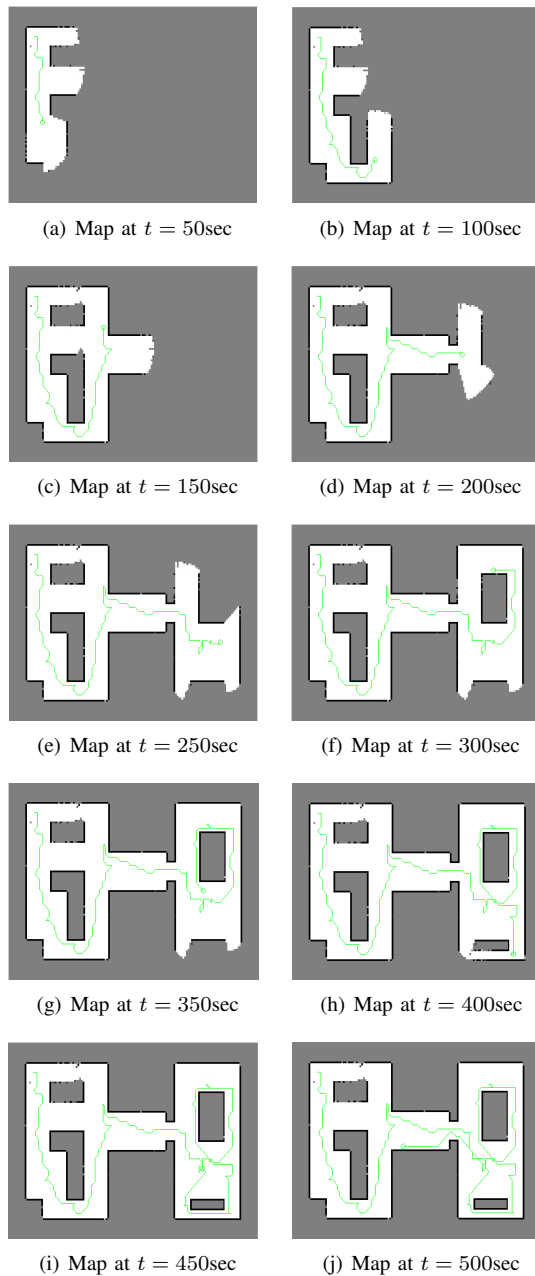 (a) Map at t = 50sec
(b) Map at t = 100sec
(c) Map at t = 150sec
(d) Map at t = 200sec
(e) Map at t = 250sec
(f) Map at t = 300sec
(g) Map at t = 350sec
(h) Map at t = 400sec
(i) Map at t = 450sec
(j) Map at t = 500sec